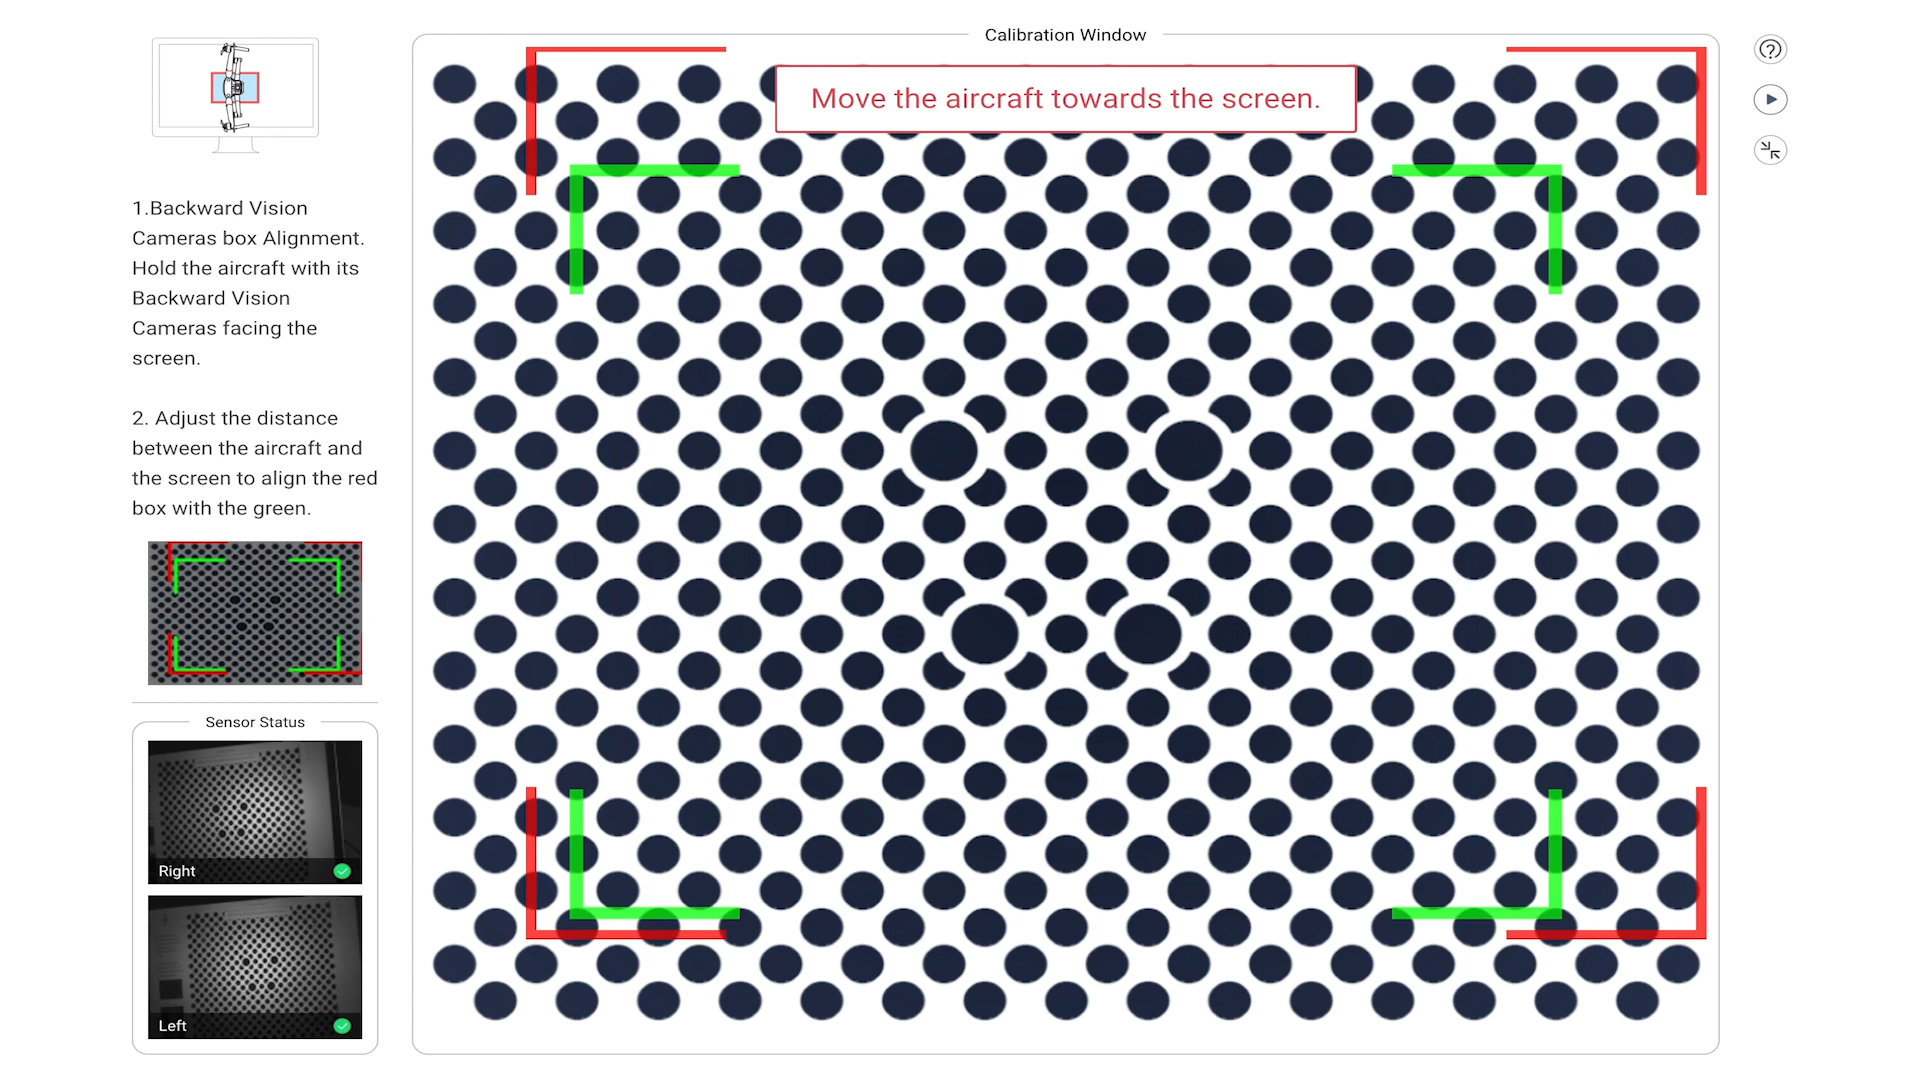 Calibration Window
Move the aircraft towards the screen.
1.Backward Vision
Cameras box Alignment.
Hold the aircraft with its
Backward Vision
Cameras facing the
screen.
2. Adjust the distance
between the aircraft and
the screen to align the red
box with the green.
Sensor Status
Right
Left